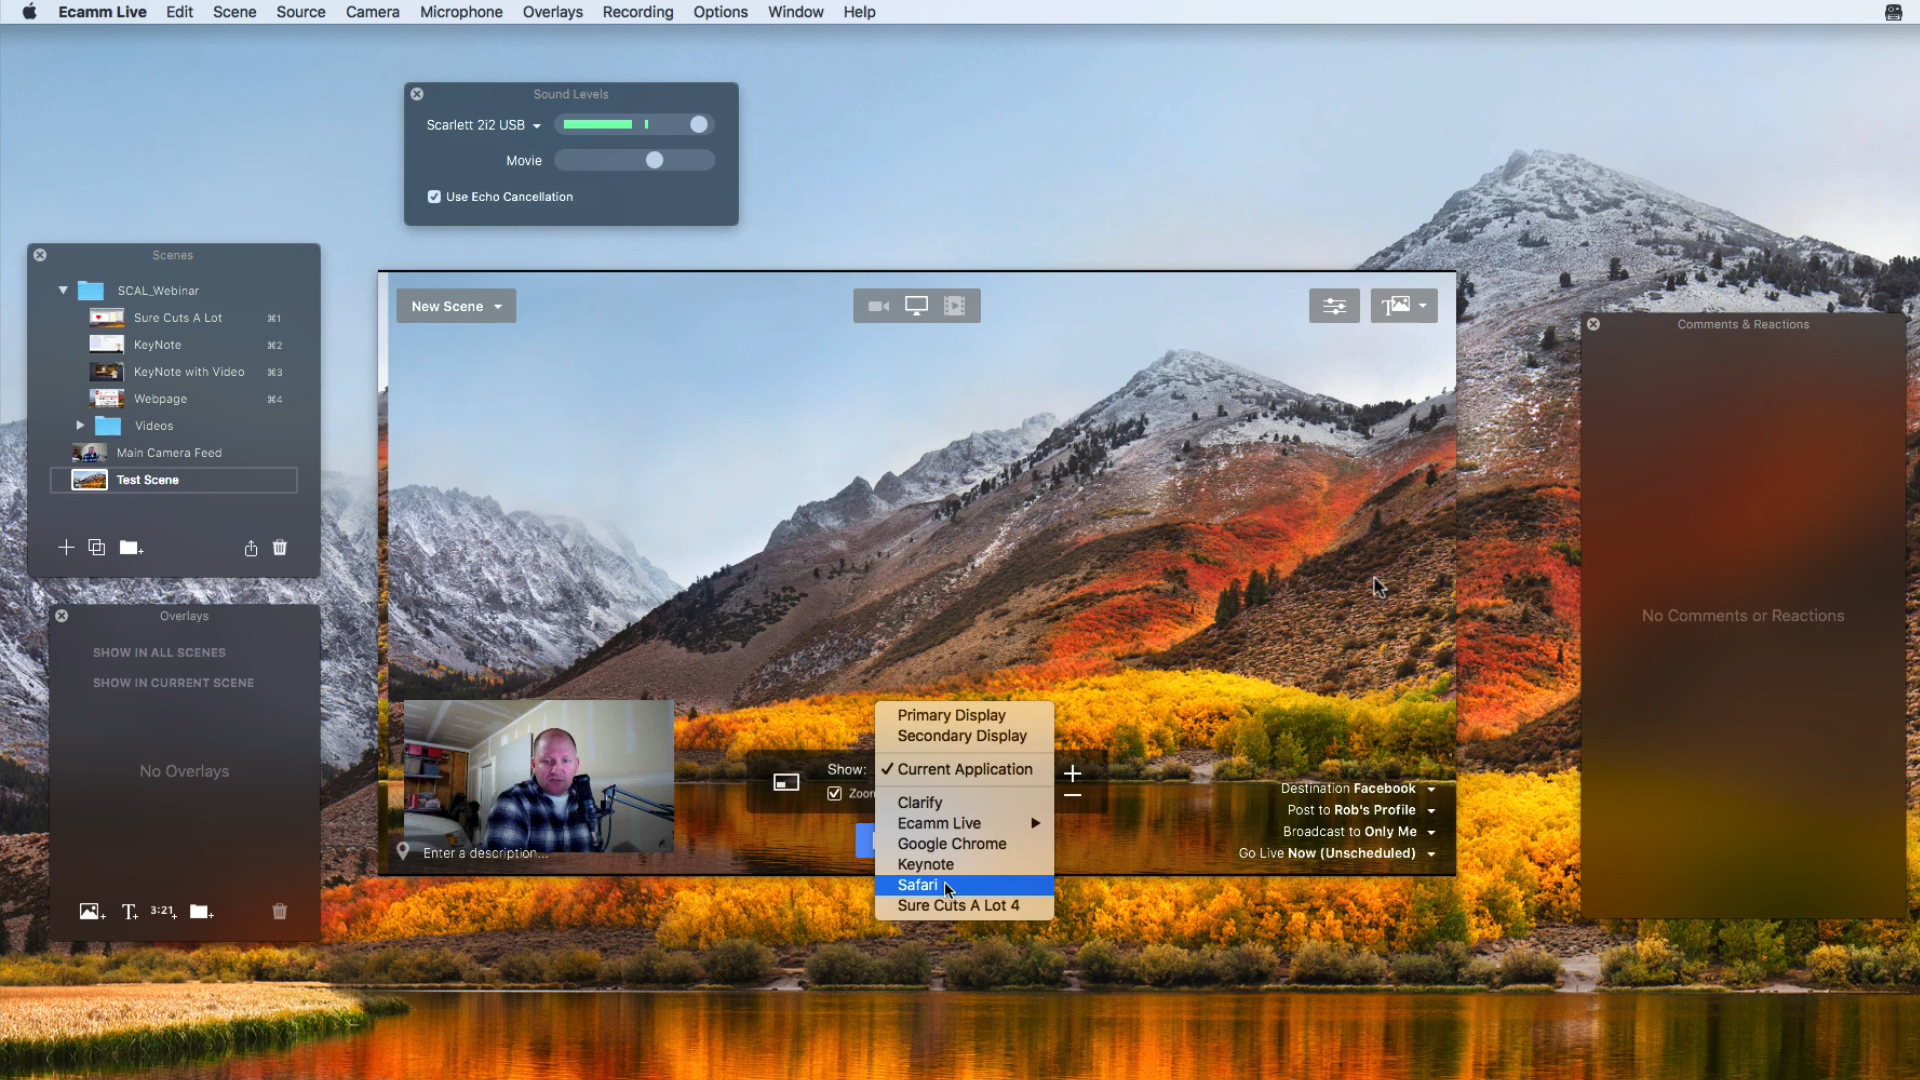 Ecamm Live Edit Scene Source Camera Microphone Overlays Recording Options Window Help
Sound Levels
Scarlett 2i2 USB
Movie
Use Echo Cancellation
Scenes
SCAL_Webinar
Sure Cuts A Lot ⌘1
KeyNote ⌘2
KeyNote with Video ⌘3
Webpage ⌘4
Videos
Main Camera Feed
Test Scene
Overlays
SHOW IN ALL SCENES
SHOW IN CURRENT SCENE
No Overlays
3:21+
New Scene
Show:
Zoo
Enter a description...
Primary Display
Secondary Display
✓ Current Application
Clarify
Ecamm Live
Google Chrome
Keynote
Safari
Sure Cuts A Lot 4
Destination Facebook
Post to Rob's Profile
Broadcast to Only Me
Go Live Now (Unscheduled)
Comments & Reactions
No Comments or Reactions